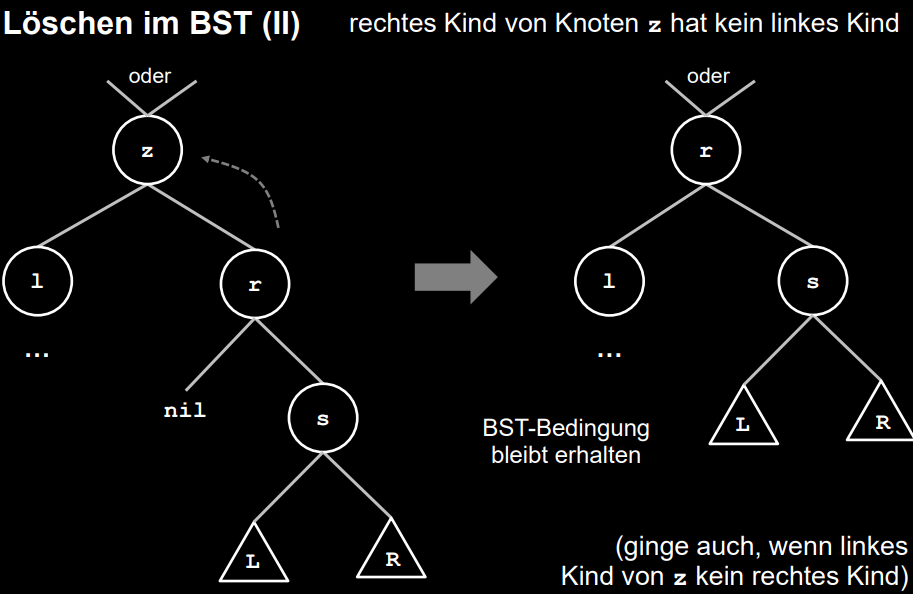 Löschen im BST (II) rechtes Kind von Knoten z hat kein linkes Kind
oder oder
z r
l r l s
... ...
nil s L R
BST-Bedingung
bleibt erhalten
L R
(ginge auch, wenn linkes
Kind von z kein rechtes Kind)